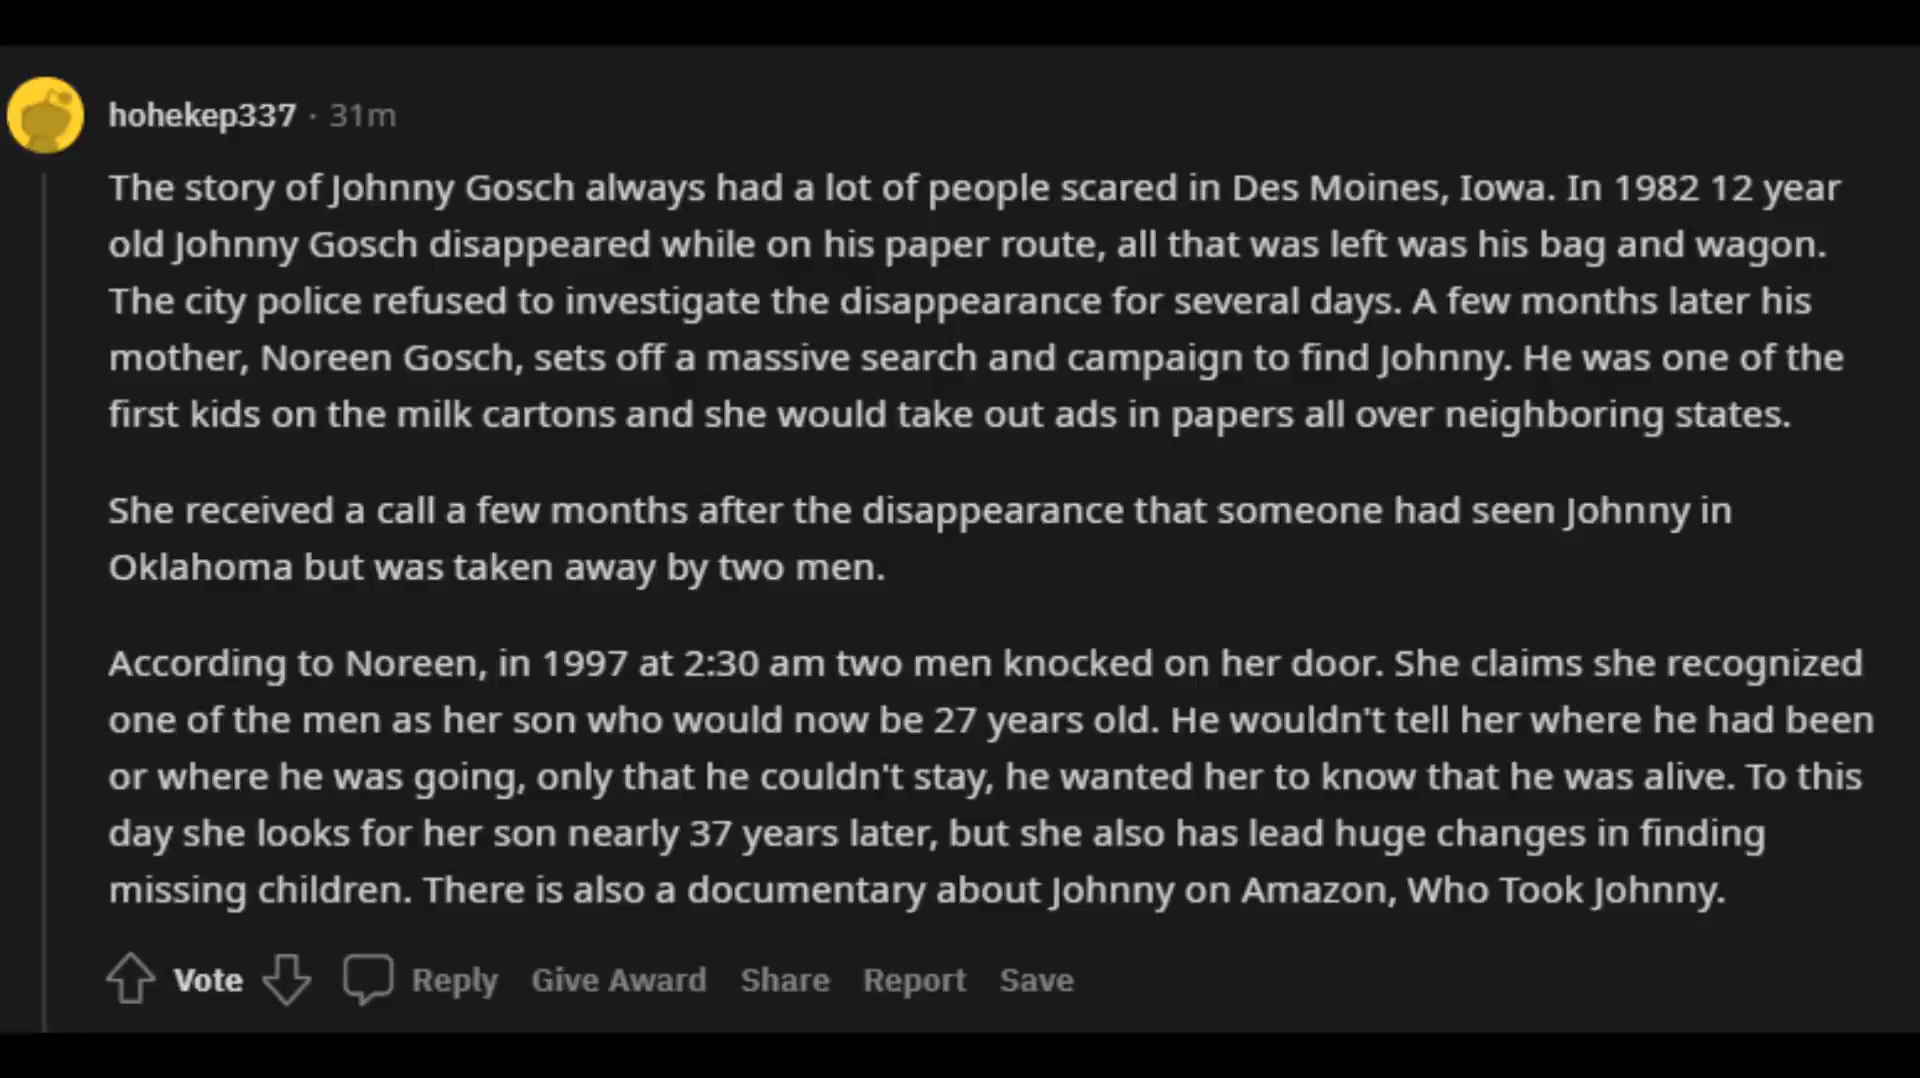 hohekep337 · 31m
The story of Johnny Gosch always had a lot of people scared in Des Moines, Iowa. In 1982 12 year
old Johnny Gosch disappeared while on his paper route, all that was left was his bag and wagon.
The city police refused to investigate the disappearance for several days. A few months later his
mother, Noreen Gosch, sets off a massive search and campaign to find Johnny. He was one of the
first kids on the milk cartons and she would take out ads in papers all over neighboring states.
She received a call a few months after the disappearance that someone had seen Johnny in
Oklahoma but was taken away by two men.
According to Noreen, in 1997 at 2:30 am two men knocked on her door. She claims she recognized
one of the men as her son who would now be 27 years old. He wouldn't tell her where he had been
or where he was going, only that he couldn't stay, he wanted her to know that he was alive. To this
day she looks for her son nearly 37 years later, but she also has lead huge changes in finding
missing children. There is also a documentary about Johnny on Amazon, Who Took Johnny.
Vote Reply Give Award Share Report Save